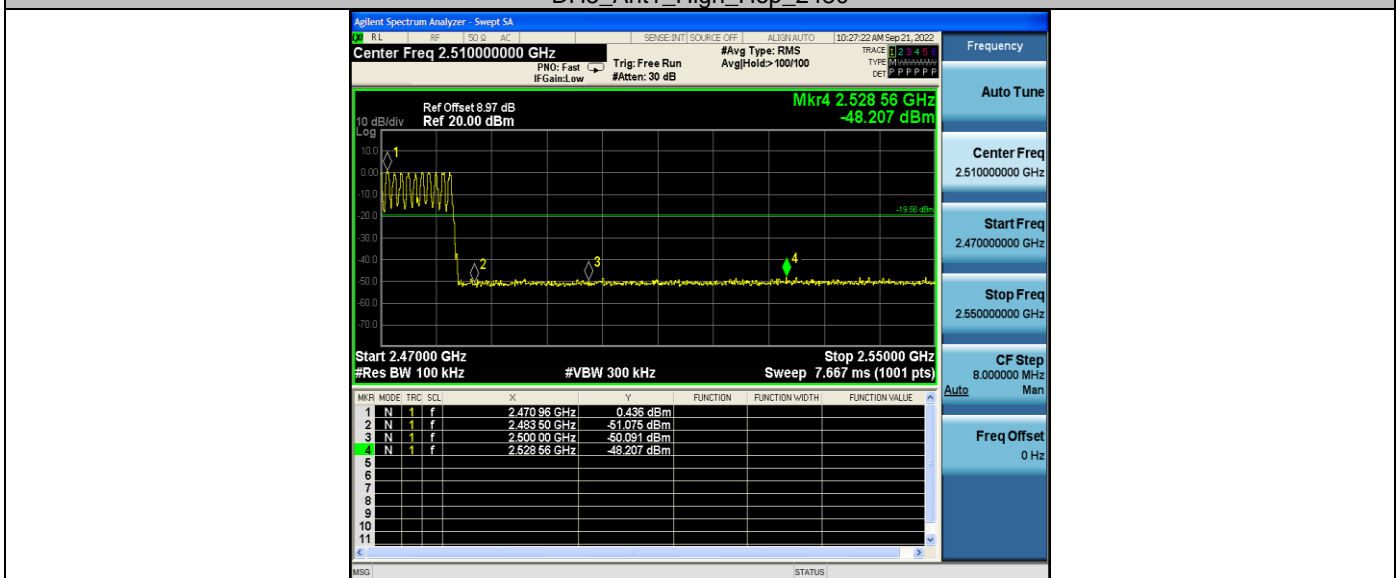 DH5_Ant1_High_Hop_2480
Agilent Spectrum Analyzer - Swept SA
RL RF 50 Ω AC SENSE:INT SOURCE OFF ALIGN AUTO 10:27:22 AM Sep 21, 2022
Center Freq 2.510000000 GHz
PNO: Fast
IFGain:Low
Trig: Free Run
#Atten: 30 dB
#Avg Type: RMS
Avg|Hold:>100/100
TRACE 1 2 3 4 5 6
TYPE M
DET P P P P P P
Frequency
Ref Offset 8.97 dB
10 dB/div Ref 20.00 dBm
Log
Mkr4 2.528 56 GHz
-48.207 dBm
10.0
0.00
-10.0
-20.0
-30.0
-40.0
-50.0
-60.0
-70.0
1
2
3
4
-19.56 dBm
Start 2.47000 GHz Stop 2.55000 GHz
#Res BW 100 kHz #VBW 300 kHz Sweep 7.667 ms (1001 pts)
MKR MODE TRC SCL X Y FUNCTION FUNCTION WIDTH FUNCTION VALUE
1 N 1 f 2.470 96 GHz 0.436 dBm
2 N 1 f 2.483 50 GHz -51.075 dBm
3 N 1 f 2.500 00 GHz -50.091 dBm
4 N 1 f 2.528 56 GHz -48.207 dBm
5
6
7
8
9
10
11
MSG STATUS
Auto Tune
Center Freq
2.510000000 GHz
Start Freq
2.470000000 GHz
Stop Freq
2.550000000 GHz
CF Step
8.000000 MHz
Auto Man
Freq Offset
0 Hz